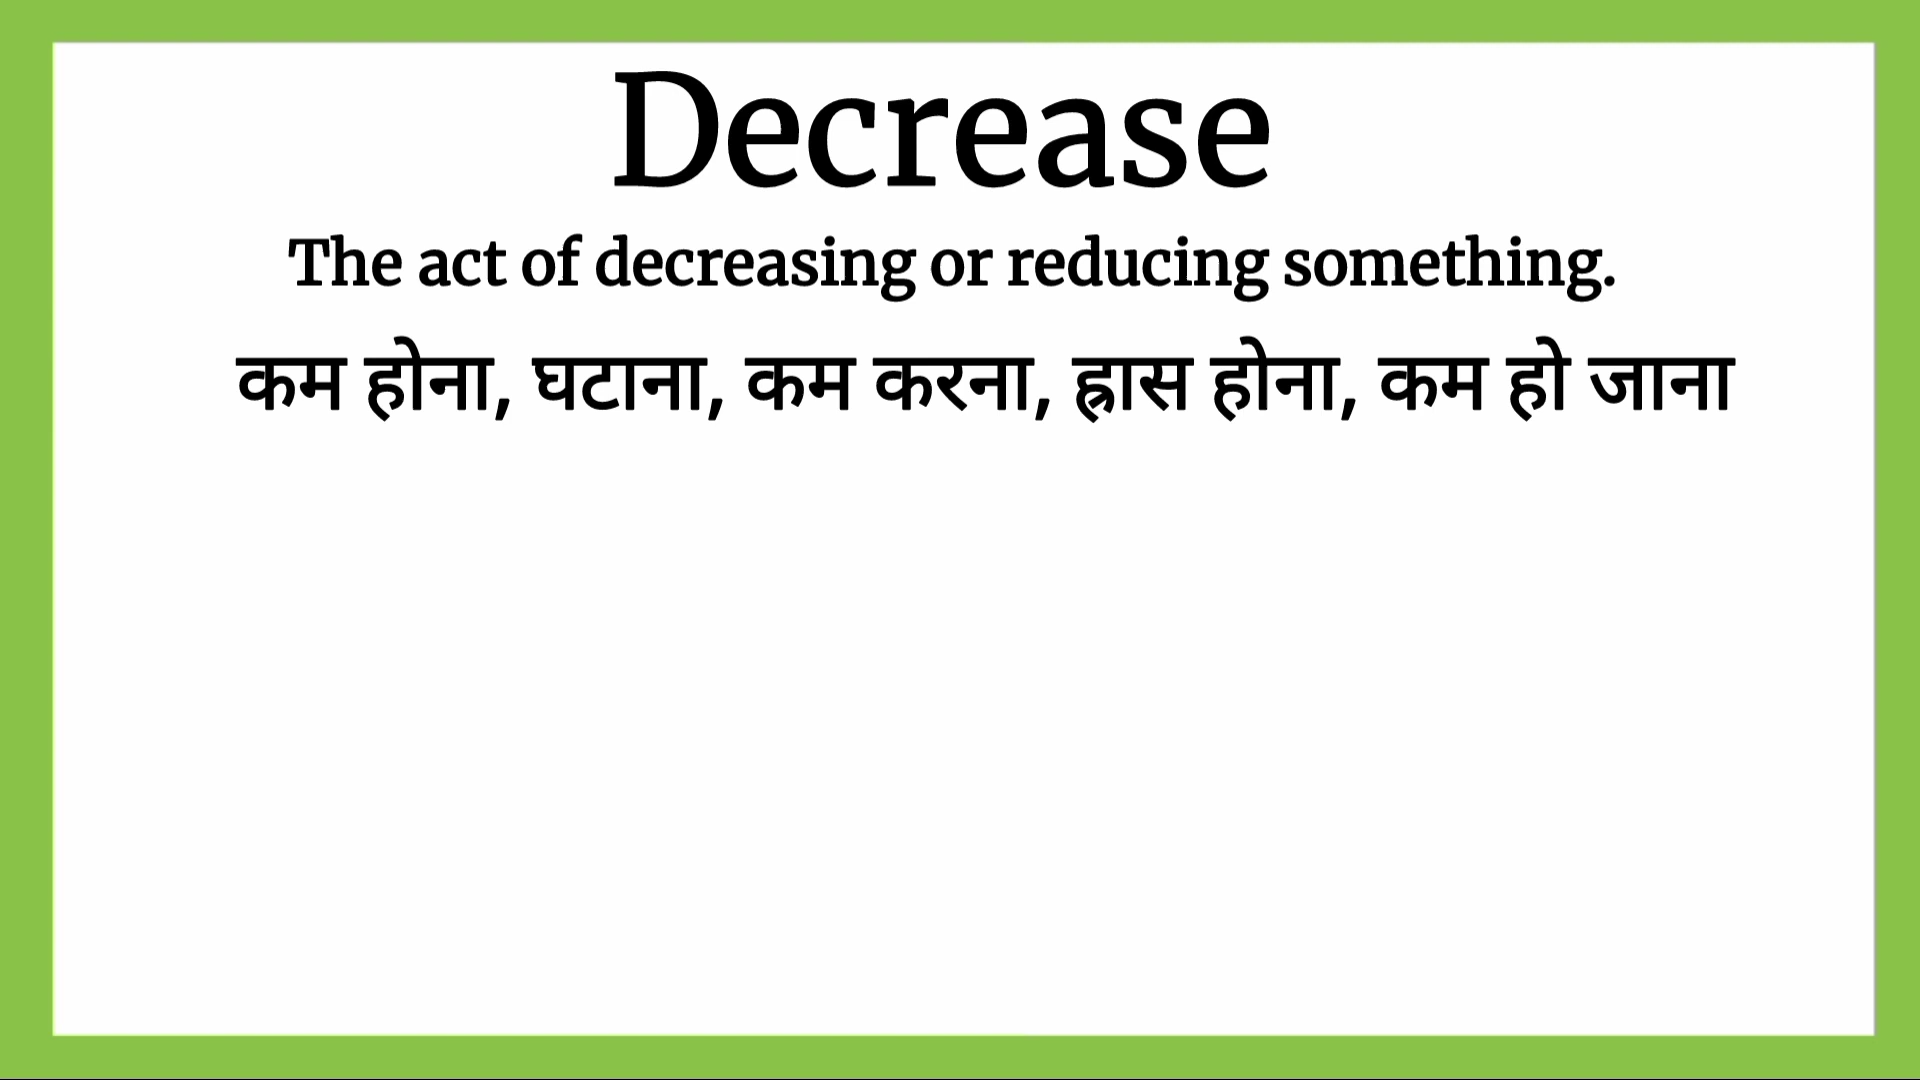 Decrease
The act of decreasing or reducing something.
कम होना, घटाना, कम करना, ह्रास होना, कम हो जाना